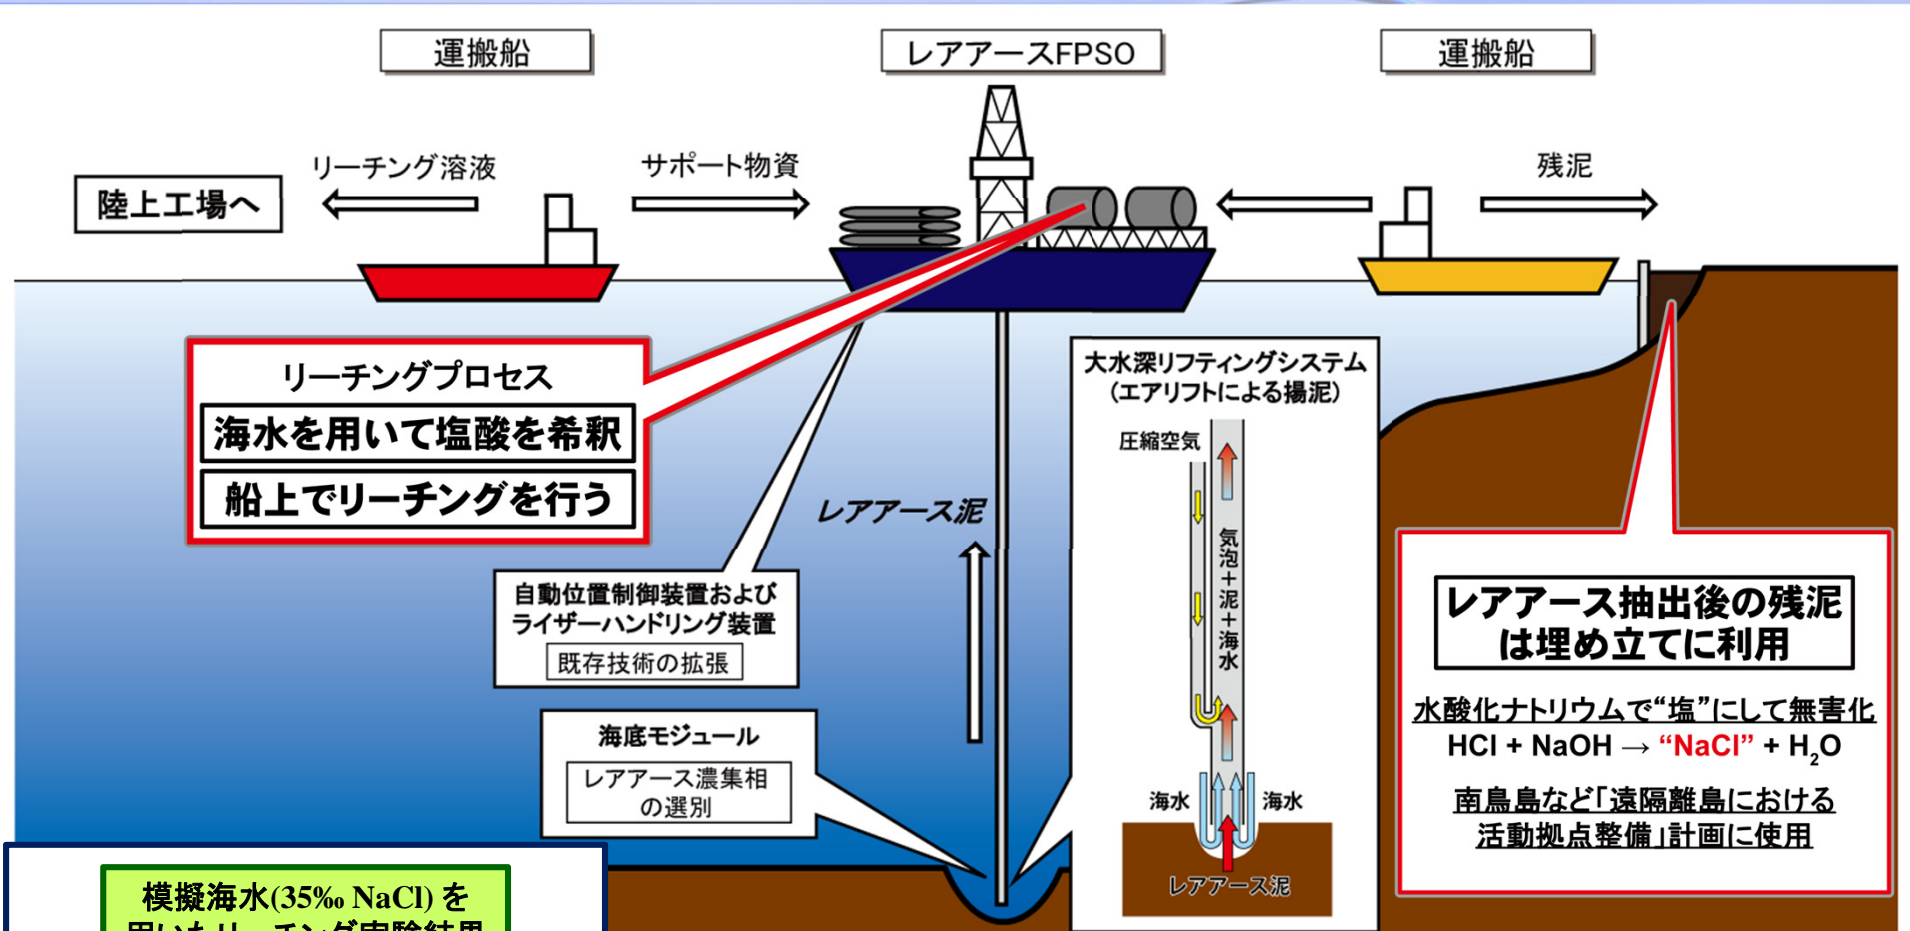 運搬船
レアアースFPSO
運搬船
リーチング溶液
サポート物資
残泥
陸上工場へ
リーチングプロセス
海水を用いて塩酸を希釈
船上でリーチングを行う
大水深リフティングシステム
(エアリフトによる揚泥)
圧縮空気
気泡+泥+海水
海水
海水
レアアース泥
レアアース泥
自動位置制御装置および
ライザーハンドリング装置
既存技術の拡張
海底モジュール
レアアース濃集相
の選別
レアアース抽出後の残泥
は埋め立てに利用
水酸化ナトリウムで“塩”にして無害化
HCl + NaOH → “NaCl” + H₂O
南鳥島など「遠隔離島における
活動拠点整備」計画に使用
模擬海水(35‰ NaCl) を
用いたリーチング実験結果